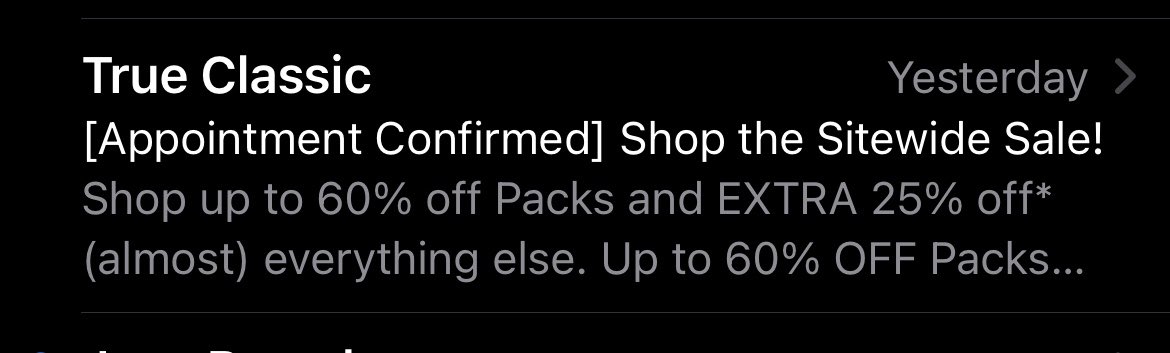 True Classic
Yesterday
[Appointment Confirmed] Shop the Sitewide Sale!
Shop up to 60% off Packs and EXTRA 25% off*
(almost) everything else. Up to 60% OFF Packs...